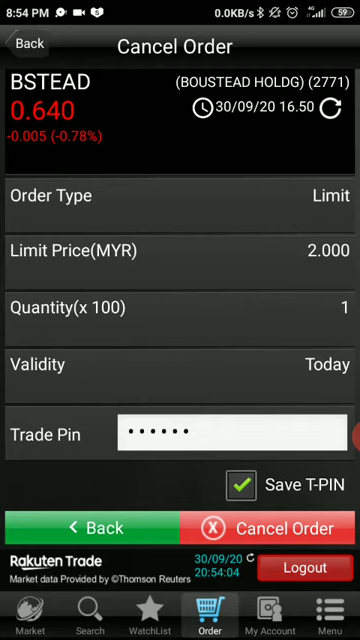 8:54 PM 0.0KB/s 4G 59
Back Cancel Order
BSTEAD (BOUSTEAD HOLDG) (2771)
0.640 30/09/20 16.50
-0.005 (-0.78%)
Order Type Limit
Limit Price(MYR) 2.000
Quantity(x 100) 1
Validity Today
Trade Pin ••••••
Save T-PIN
Back Cancel Order
Rakuten Trade 30/09/20
Market data Provided by ©Thomson Reuters 20:54:04 Logout
Market Search WatchList Order My Account Menu